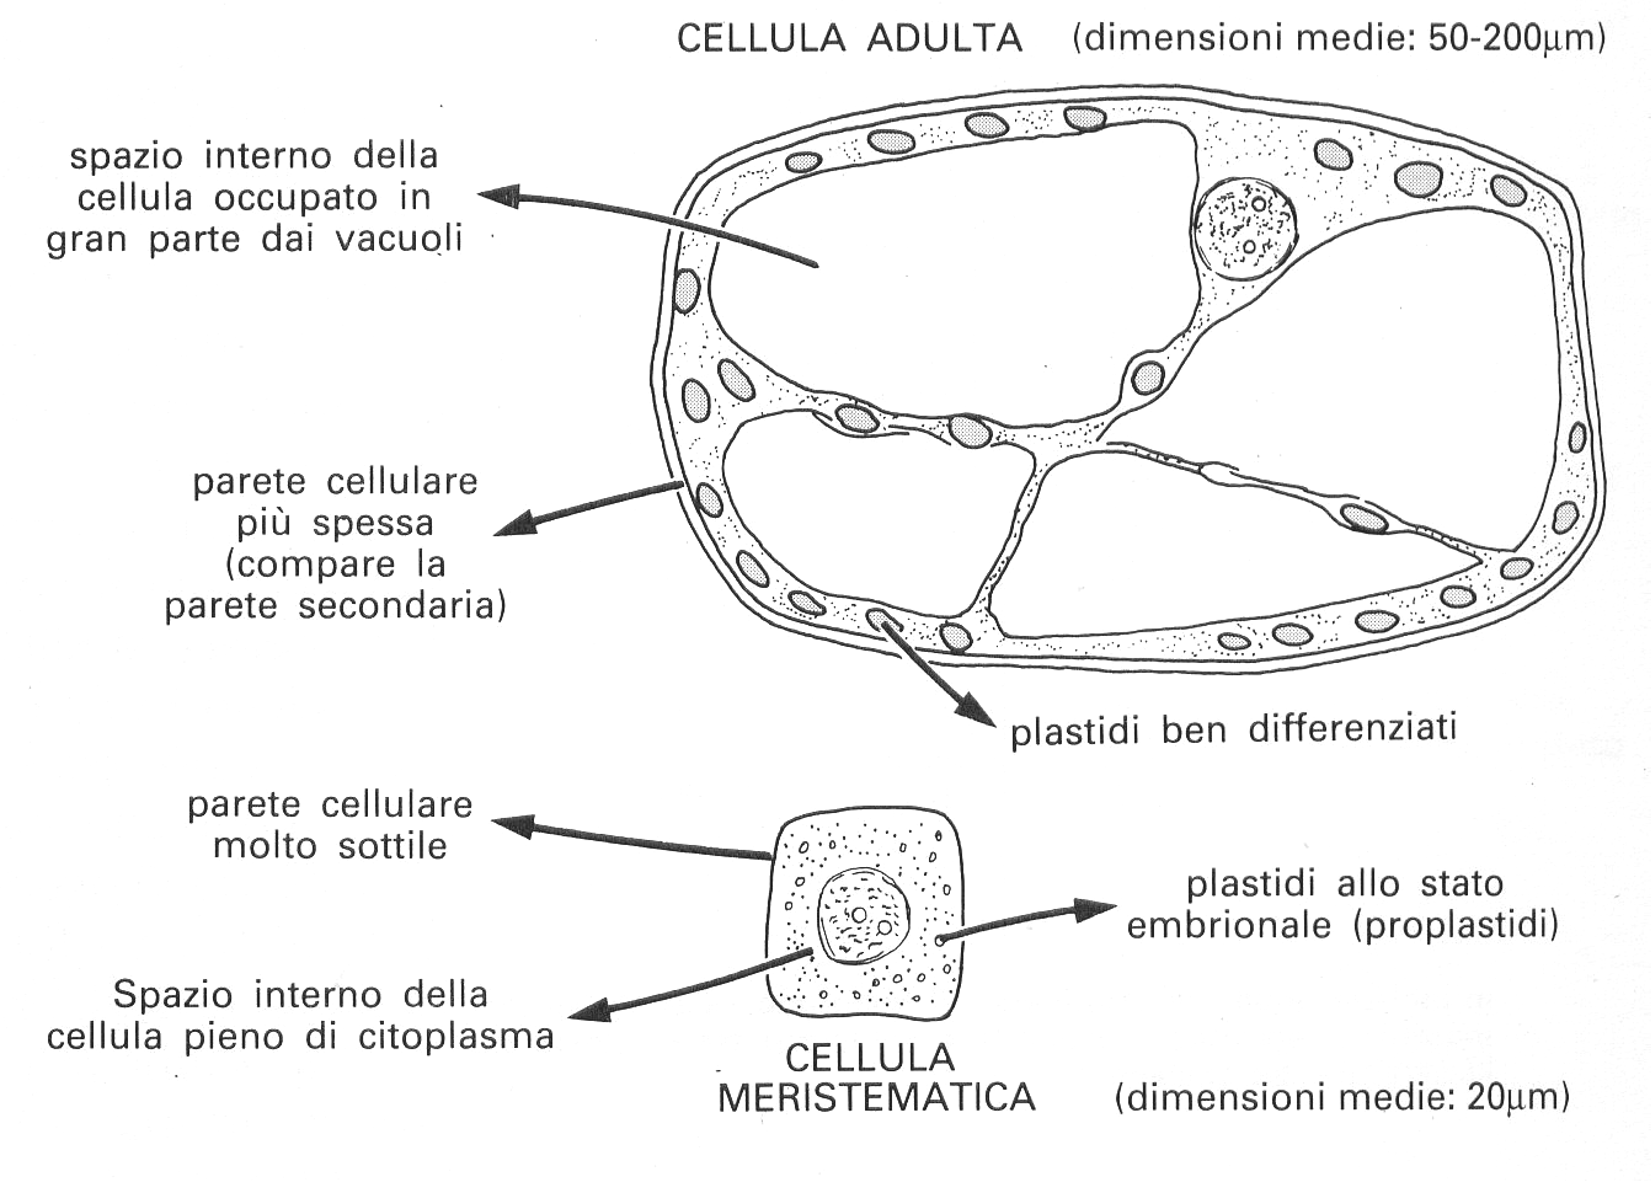 CELLULA ADULTA (dimensioni medie: 50-200µm)
spazio interno della
cellula occupato in
gran parte dai vacuoli
parete cellulare
più spessa
(compare la
parete secondaria)
plastidi ben differenziati
parete cellulare
molto sottile
plastidi allo stato
embrionale (proplastidi)
Spazio interno della
cellula pieno di citoplasma
CELLULA
MERISTEMATICA (dimensioni medie: 20µm)